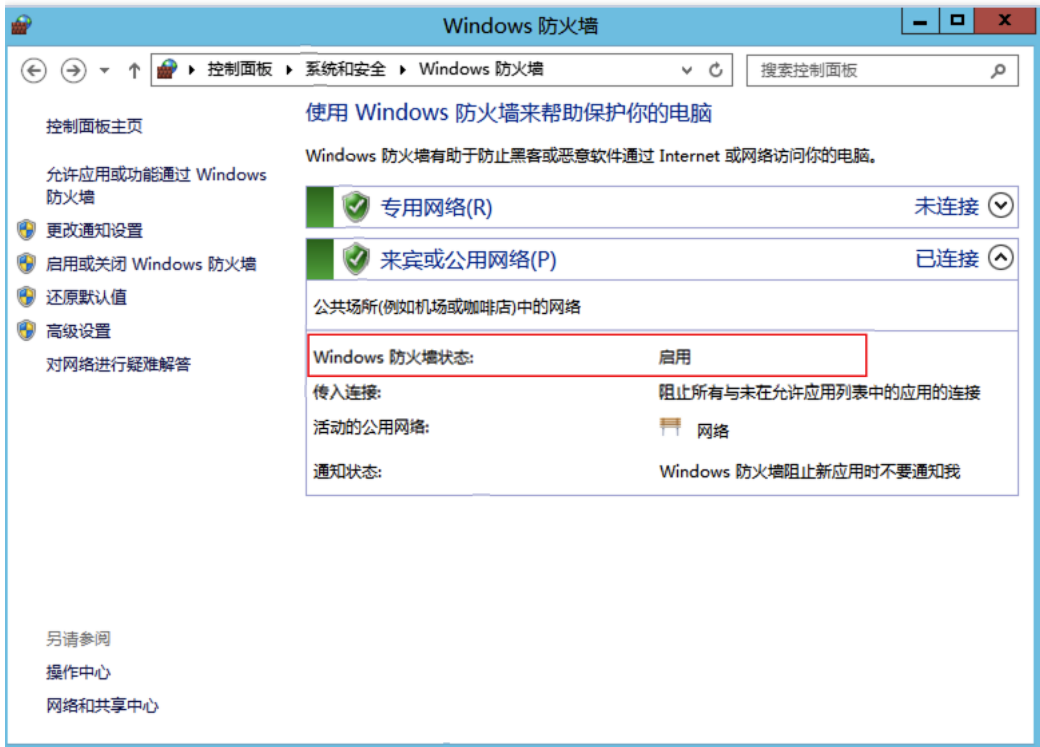 Windows 防火墙
控制面板 系统和安全 Windows 防火墙
搜索控制面板
控制面板主页
允许应用或功能通过 Windows
防火墙
更改通知设置
启用或关闭 Windows 防火墙
还原默认值
高级设置
对网络进行疑难解答
使用 Windows 防火墙来帮助保护你的电脑
Windows 防火墙有助于防止黑客或恶意软件通过 Internet 或网络访问你的电脑。
专用网络(R) 未连接
来宾或公用网络(P) 已连接
公共场所(例如机场或咖啡店)中的网络
Windows 防火墙状态: 启用
传入连接: 阻止所有与未在允许应用列表中的应用的连接
活动的公用网络: 网络
通知状态: Windows 防火墙阻止新应用时不要通知我
另请参阅
操作中心
网络和共享中心